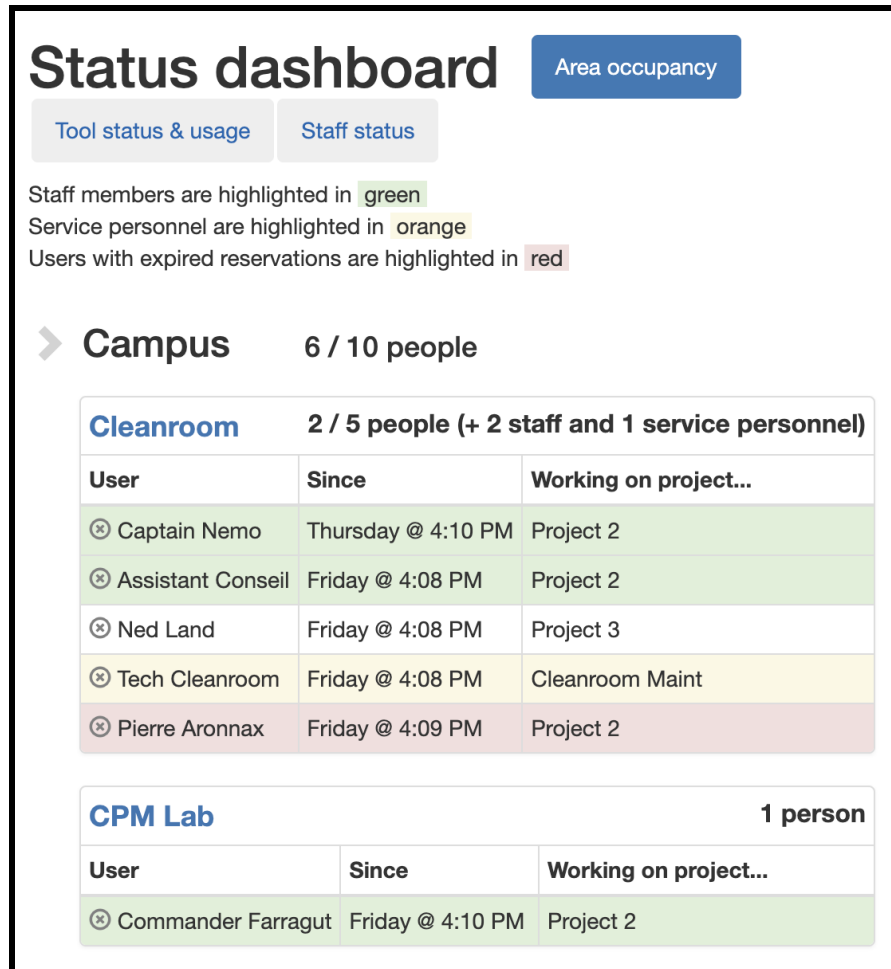 Status dashboard
Area occupancy
Tool status & usage
Staff status
Staff members are highlighted in green
Service personnel are highlighted in orange
Users with expired reservations are highlighted in red
Campus 6 / 10 people
Cleanroom 2 / 5 people (+ 2 staff and 1 service personnel)
User Since Working on project...
Captain Nemo Thursday @ 4:10 PM Project 2
Assistant Conseil Friday @ 4:08 PM Project 2
Ned Land Friday @ 4:08 PM Project 3
Tech Cleanroom Friday @ 4:08 PM Cleanroom Maint
Pierre Aronnax Friday @ 4:09 PM Project 2
CPM Lab 1 person
User Since Working on project...
Commander Farragut Friday @ 4:10 PM Project 2